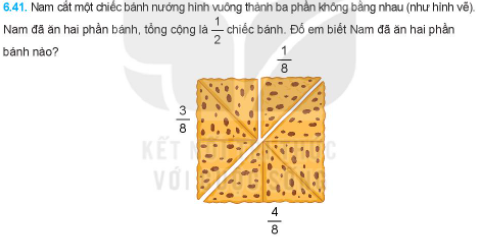 6.41. Nam cắt một chiếc bánh nướng hình vuông thành ba phần không bằng nhau (như hình vẽ).
Nam đã ăn hai phần bánh, tổng cộng là 1/2 chiếc bánh. Đố em biết Nam đã ăn hai phần
bánh nào?
1/8
3/8
KẾT N
C
VỚI
4/8